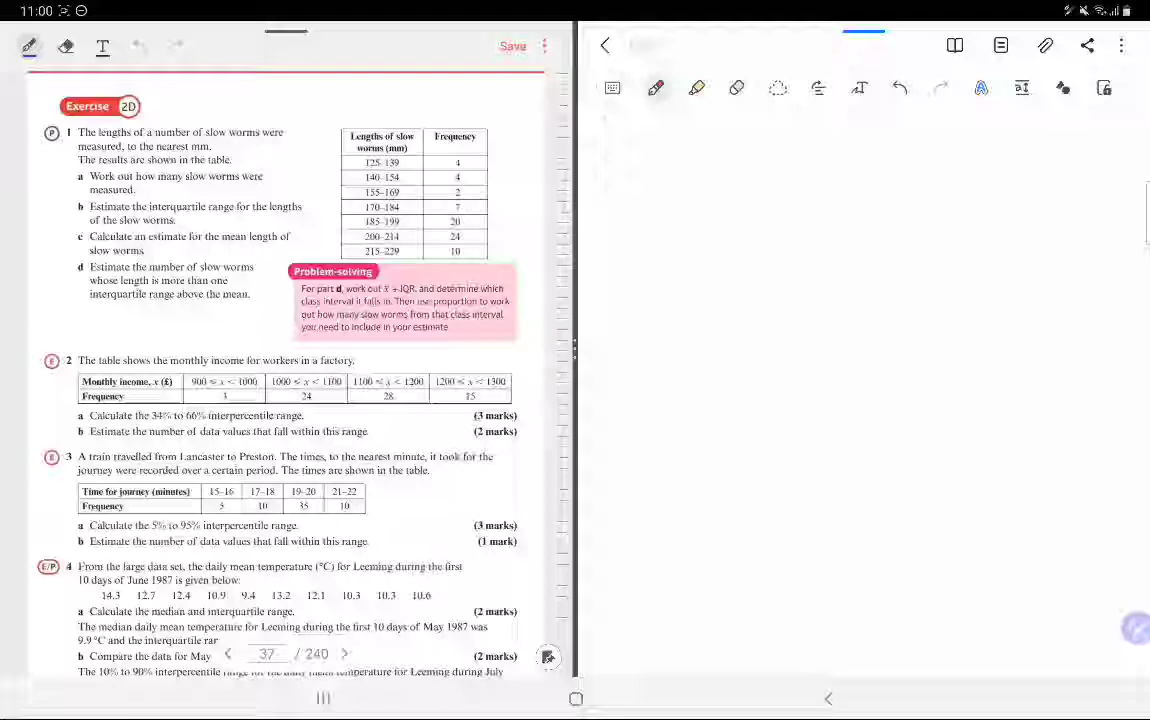 11:00
Save
Exercise 2D
P 1 The lengths of a number of slow worms were
measured, to the nearest mm.
The results are shown in the table.
a Work out how many slow worms were
measured.
b Estimate the interquartile range for the lengths
of the slow worms.
c Calculate an estimate for the mean length of
slow worms.
d Estimate the number of slow worms
whose length is more than one
interquartile range above the mean.
Lengths of slow worms (mm) Frequency
125–139 4
140–154 4
155–169 2
170–184 7
185–199 20
200–214 24
215–229 10
Problem-solving
For part d, work out x̄ + IQR, and determine which
class interval it falls in. Then use proportion to work
out how many slow worms from that class interval
you need to include in your estimate.
E 2 The table shows the monthly income for workers in a factory.
Monthly income, x (£) 900 ≤ x < 1000 1000 ≤ x < 1100 1100 ≤ x < 1200 1200 ≤ x < 1300
Frequency 3 24 28 15
a Calculate the 34% to 66% interpercentile range. (3 marks)
b Estimate the number of data values that fall within this range. (2 marks)
E 3 A train travelled from Lancaster to Preston. The times, to the nearest minute, it took for the
journey were recorded over a certain period. The times are shown in the table.
Time for journey (minutes) 15–16 17–18 19–20 21–22
Frequency 5 10 35 10
a Calculate the 5% to 95% interpercentile range. (3 marks)
b Estimate the number of data values that fall within this range. (1 mark)
E/P 4 From the large data set, the daily mean temperature (°C) for Leeming during the first
10 days of June 1987 is given below:
14.3 12.7 12.4 10.9 9.4 13.2 12.1 10.3 10.3 10.6
a Calculate the median and interquartile range. (2 marks)
The median daily mean temperature for Leeming during the first 10 days of May 1987 was
9.9 °C and the interquartile ran
b Compare the data for May (2 marks)
37 / 240
The 10% to 90% interpercentile range for the daily mean temperature for Leeming during July